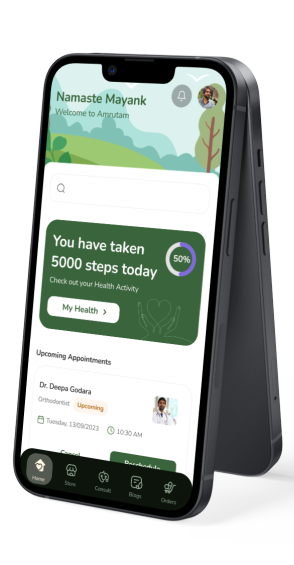 Namaste Mayank
Welcome to Amrutam
You have taken
5000 steps today
50%
Check out your Health Activity
My Health >
Upcoming Appointments
Dr. Deepa Godara
Orthodontist Upcoming
Tuesday, 13/09/2023 10:30 AM
Cancel Reschedule
Home Store Consult Blogs Orders